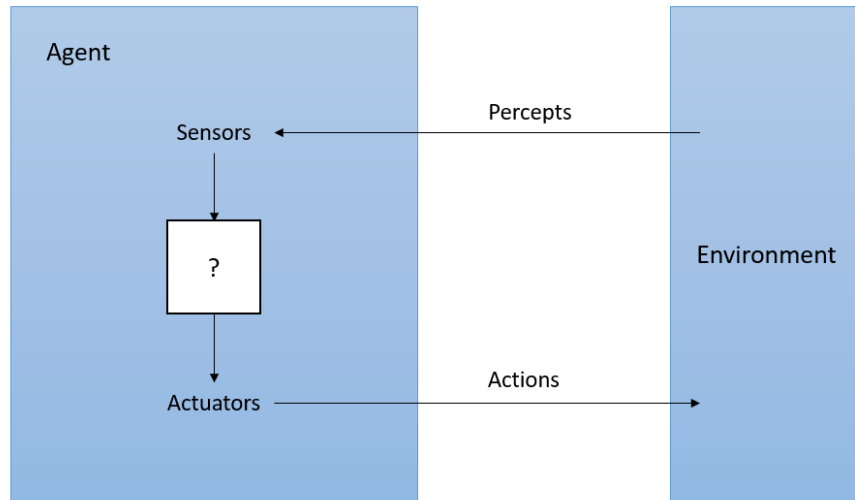 Agent
Percepts
Sensors
?
Environment
Actions
Actuators